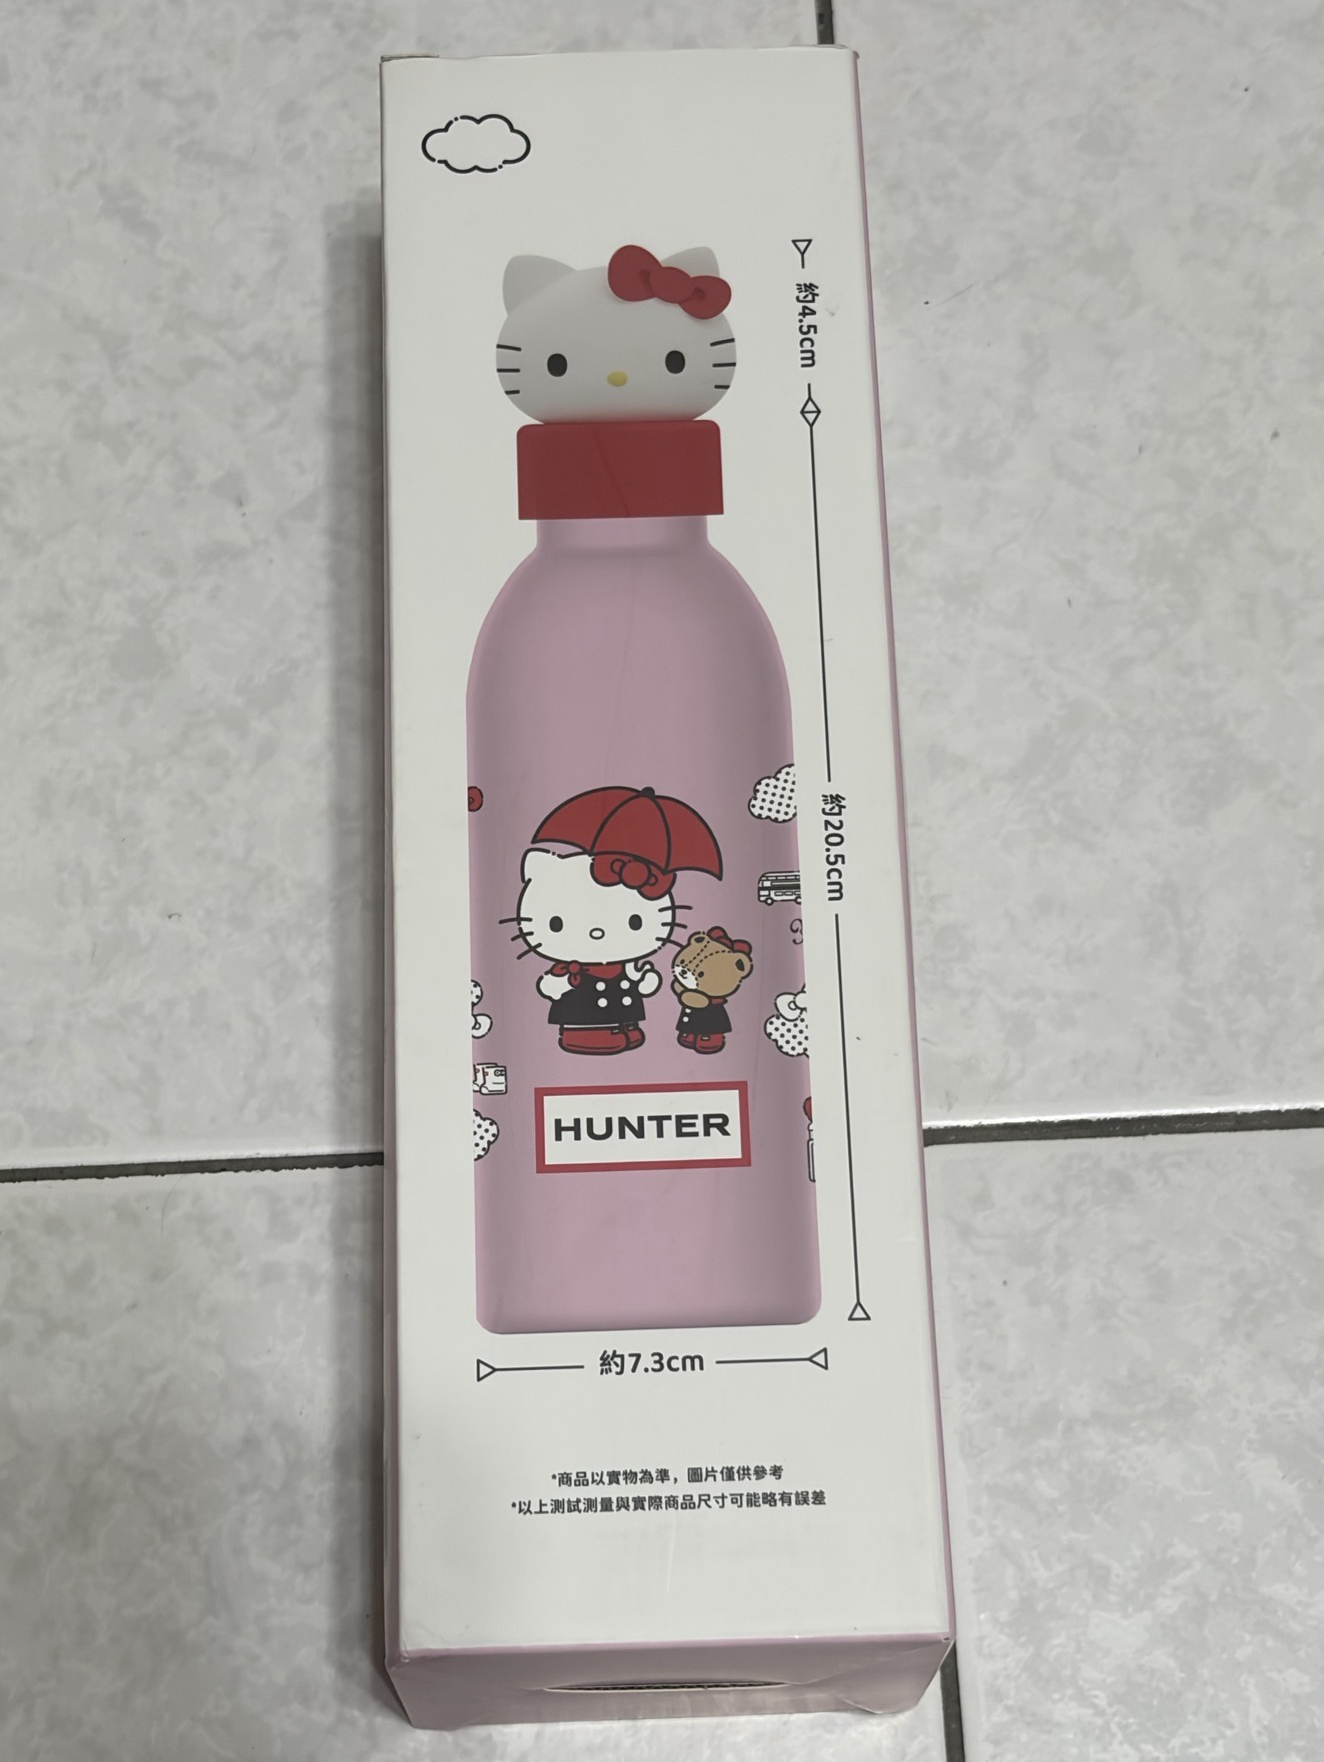 約4.5cm
約20.5cm
HUNTER
約7.3cm
*商品以實物為準，圖片僅供參考
*以上測試測量與實際商品尺寸可能略有誤差